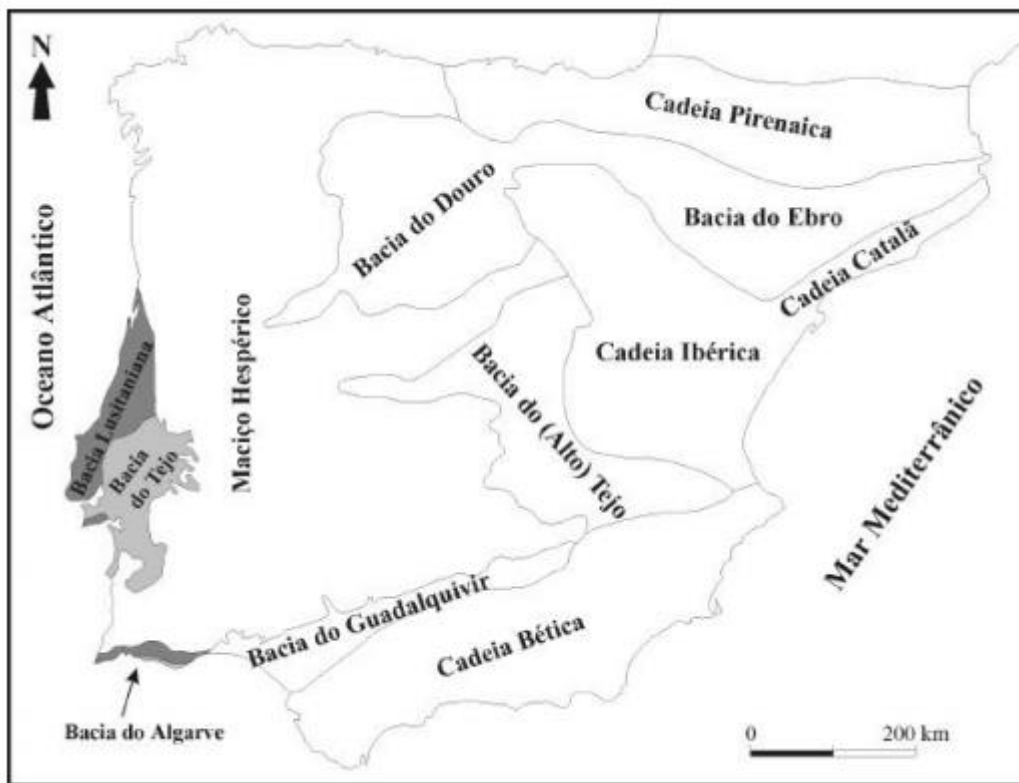 N
Cadeia Pirenaica
Bacia do Douro
Bacia do Ebro
Cadeia Catalã
Oceano Atlântico
Maciço Hespérico
Cadeia Ibérica
Bacia Lusitaniana
Bacia
do Tejo
Bacia do (Alto) Tejo
Mar Mediterrânico
Bacia do Guadalquivir
Cadeia Bética
Bacia do Algarve
0 200 km